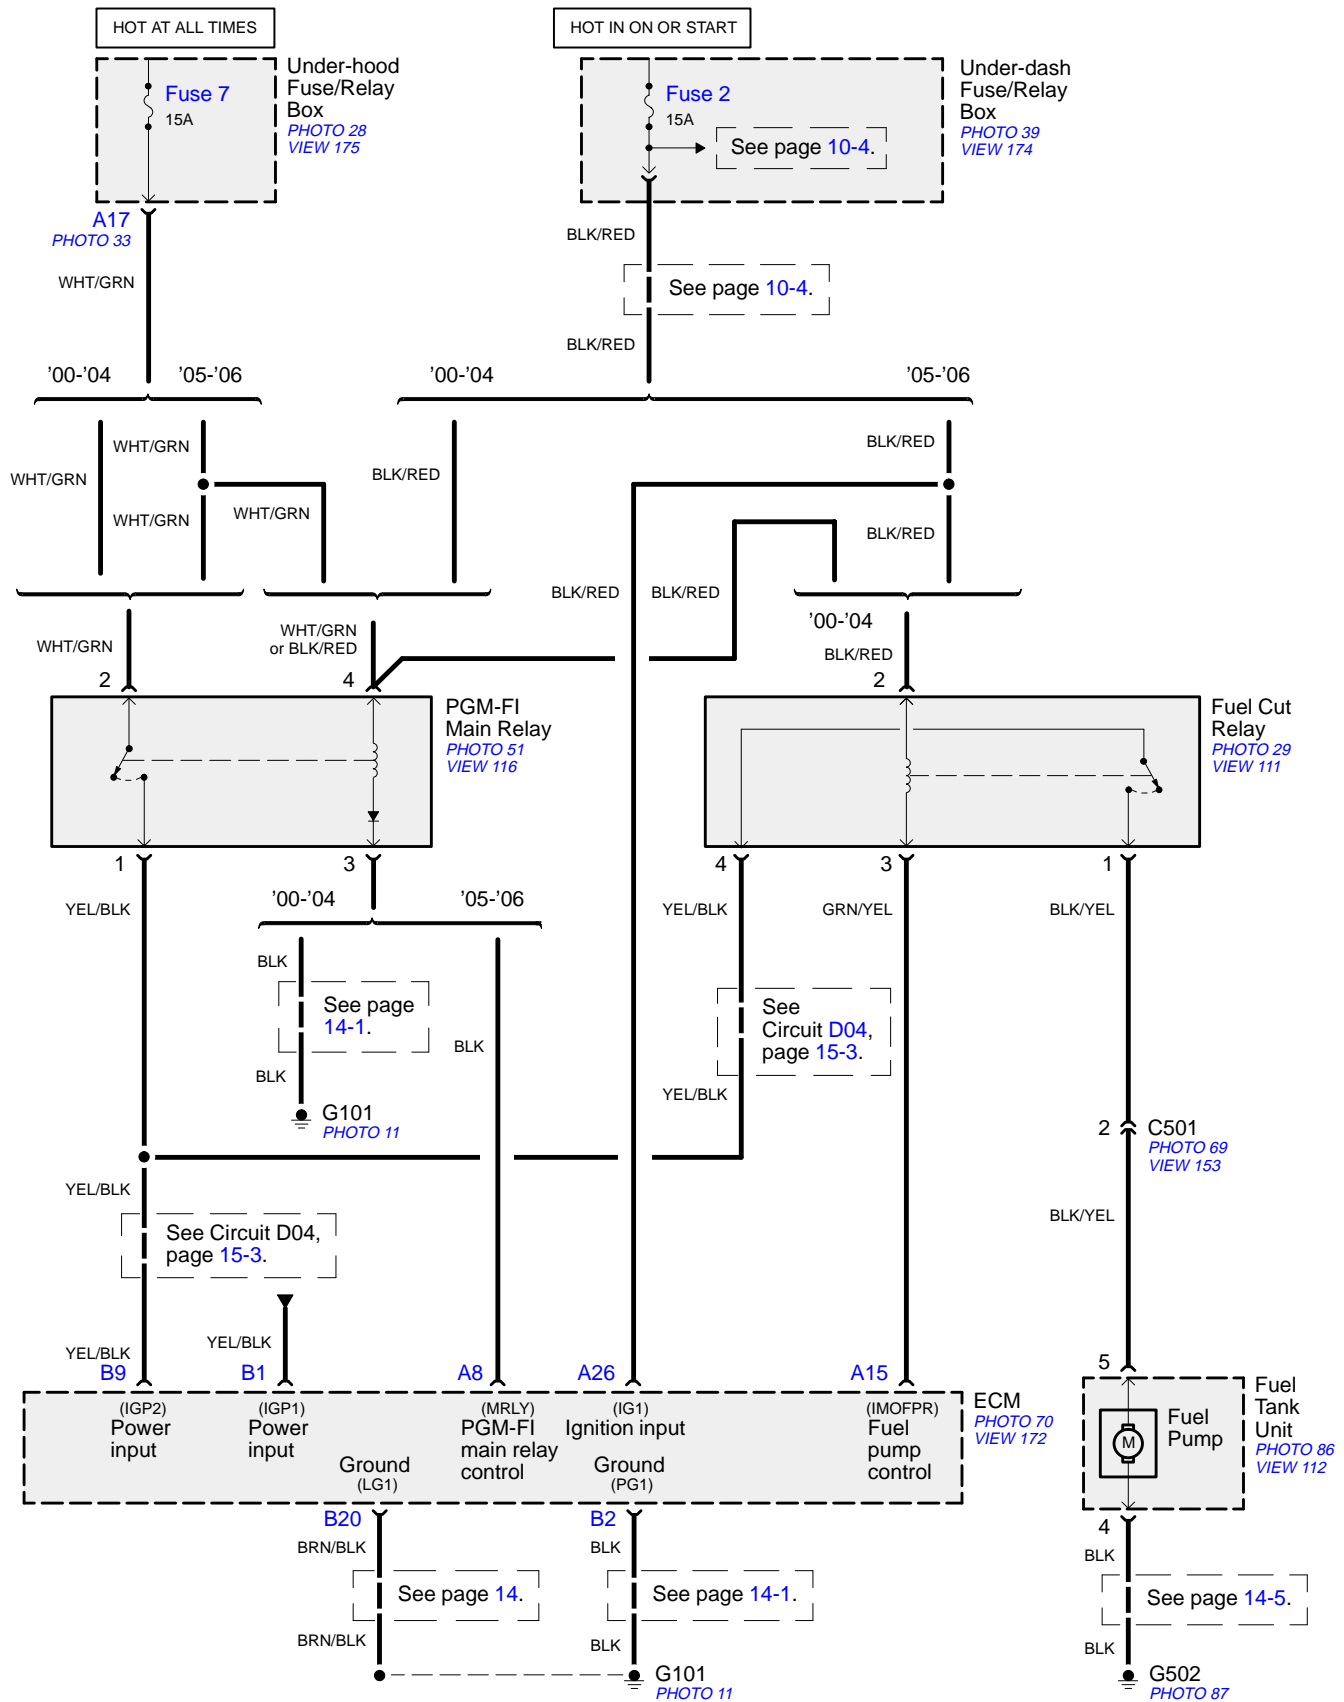 HOT AT ALL TIMES
HOT IN ON OR START
Under-hood
Fuse/Relay
Box
PHOTO 28
VIEW 175
Fuse 7
15A
Fuse 2
15A
See page 10-4.
Under-dash
Fuse/Relay
Box
PHOTO 39
VIEW 174
A17
PHOTO 33
WHT/GRN
BLK/RED
See page 10-4.
BLK/RED
’00-’04
’05-’06
’00-’04
’05-’06
WHT/GRN
WHT/GRN
WHT/GRN
WHT/GRN
BLK/RED
BLK/RED
BLK/RED
BLK/RED
BLK/RED
’00-’04
WHT/GRN
WHT/GRN
or BLK/RED
BLK/RED
2
4
2
PGM-FI
Main Relay
PHOTO 51
VIEW 116
Fuel Cut
Relay
PHOTO 29
VIEW 111
1
3
4
3
1
’00-’04
’05-’06
YEL/BLK
YEL/BLK
GRN/YEL
BLK/YEL
BLK
See page
14-1.
BLK
BLK
See
Circuit D04,
page 15-3.
YEL/BLK
G101
PHOTO 11
2
C501
PHOTO 69
VIEW 153
YEL/BLK
BLK/YEL
See Circuit D04,
page 15-3.
YEL/BLK
YEL/BLK
B9
B1
A8
A26
A15
5
(IGP2)
Power
input
(IGP1)
Power
input
(MRLY)
PGM-FI
main relay
control
(IG1)
Ignition input
(IMOFPR)
Fuel
pump
control
ECM
PHOTO 70
VIEW 172
Ground
(LG1)
Ground
(PG1)
M
Fuel
Pump
Fuel
Tank
Unit
PHOTO 86
VIEW 112
B20
B2
4
BRN/BLK
BLK
BLK
See page 14.
See page 14-1.
See page 14-5.
BRN/BLK
BLK
BLK
G101
PHOTO 11
G502
PHOTO 87